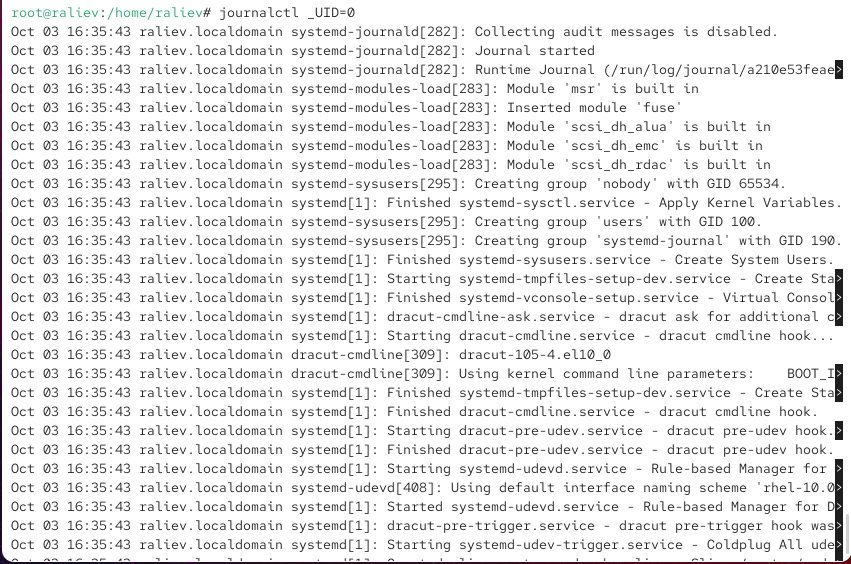 root@raliev:/home/raliev# journalctl _UID=0
Oct 03 16:35:43 raliev.localdomain systemd-journald[282]: Collecting audit messages is disabled.
Oct 03 16:35:43 raliev.localdomain systemd-journald[282]: Journal started
Oct 03 16:35:43 raliev.localdomain systemd-journald[282]: Runtime Journal (/run/log/journal/a210e53feae>
Oct 03 16:35:43 raliev.localdomain systemd-modules-load[283]: Module 'msr' is built in
Oct 03 16:35:43 raliev.localdomain systemd-modules-load[283]: Inserted module 'fuse'
Oct 03 16:35:43 raliev.localdomain systemd-modules-load[283]: Module 'scsi_dh_alua' is built in
Oct 03 16:35:43 raliev.localdomain systemd-modules-load[283]: Module 'scsi_dh_emc' is built in
Oct 03 16:35:43 raliev.localdomain systemd-modules-load[283]: Module 'scsi_dh_rdac' is built in
Oct 03 16:35:43 raliev.localdomain systemd-sysusers[295]: Creating group 'nobody' with GID 65534.
Oct 03 16:35:43 raliev.localdomain systemd[1]: Finished systemd-sysctl.service - Apply Kernel Variables.
Oct 03 16:35:43 raliev.localdomain systemd-sysusers[295]: Creating group 'users' with GID 100.
Oct 03 16:35:43 raliev.localdomain systemd-sysusers[295]: Creating group 'systemd-journal' with GID 190.
Oct 03 16:35:43 raliev.localdomain systemd[1]: Finished systemd-sysusers.service - Create System Users.
Oct 03 16:35:43 raliev.localdomain systemd[1]: Starting systemd-tmpfiles-setup-dev.service - Create Sta>
Oct 03 16:35:43 raliev.localdomain systemd[1]: Finished systemd-vconsole-setup.service - Virtual Consol>
Oct 03 16:35:43 raliev.localdomain systemd[1]: dracut-cmdline-ask.service - dracut ask for additional c>
Oct 03 16:35:43 raliev.localdomain systemd[1]: Starting dracut-cmdline.service - dracut cmdline hook...
Oct 03 16:35:43 raliev.localdomain dracut-cmdline[309]: dracut-105-4.el10_0
Oct 03 16:35:43 raliev.localdomain dracut-cmdline[309]: Using kernel command line parameters:    BOOT_I>
Oct 03 16:35:43 raliev.localdomain systemd[1]: Finished systemd-tmpfiles-setup-dev.service - Create Sta>
Oct 03 16:35:43 raliev.localdomain systemd[1]: Finished dracut-cmdline.service - dracut cmdline hook.
Oct 03 16:35:43 raliev.localdomain systemd[1]: Starting dracut-pre-udev.service - dracut pre-udev hook.>
Oct 03 16:35:43 raliev.localdomain systemd[1]: Finished dracut-pre-udev.service - dracut pre-udev hook.
Oct 03 16:35:43 raliev.localdomain systemd[1]: Starting systemd-udevd.service - Rule-based Manager for >
Oct 03 16:35:43 raliev.localdomain systemd-udevd[408]: Using default interface naming scheme 'rhel-10.0>
Oct 03 16:35:43 raliev.localdomain systemd[1]: Started systemd-udevd.service - Rule-based Manager for D>
Oct 03 16:35:43 raliev.localdomain systemd[1]: dracut-pre-trigger.service - dracut pre-trigger hook was>
Oct 03 16:35:43 raliev.localdomain systemd[1]: Starting systemd-udev-trigger.service - Coldplug All ude>